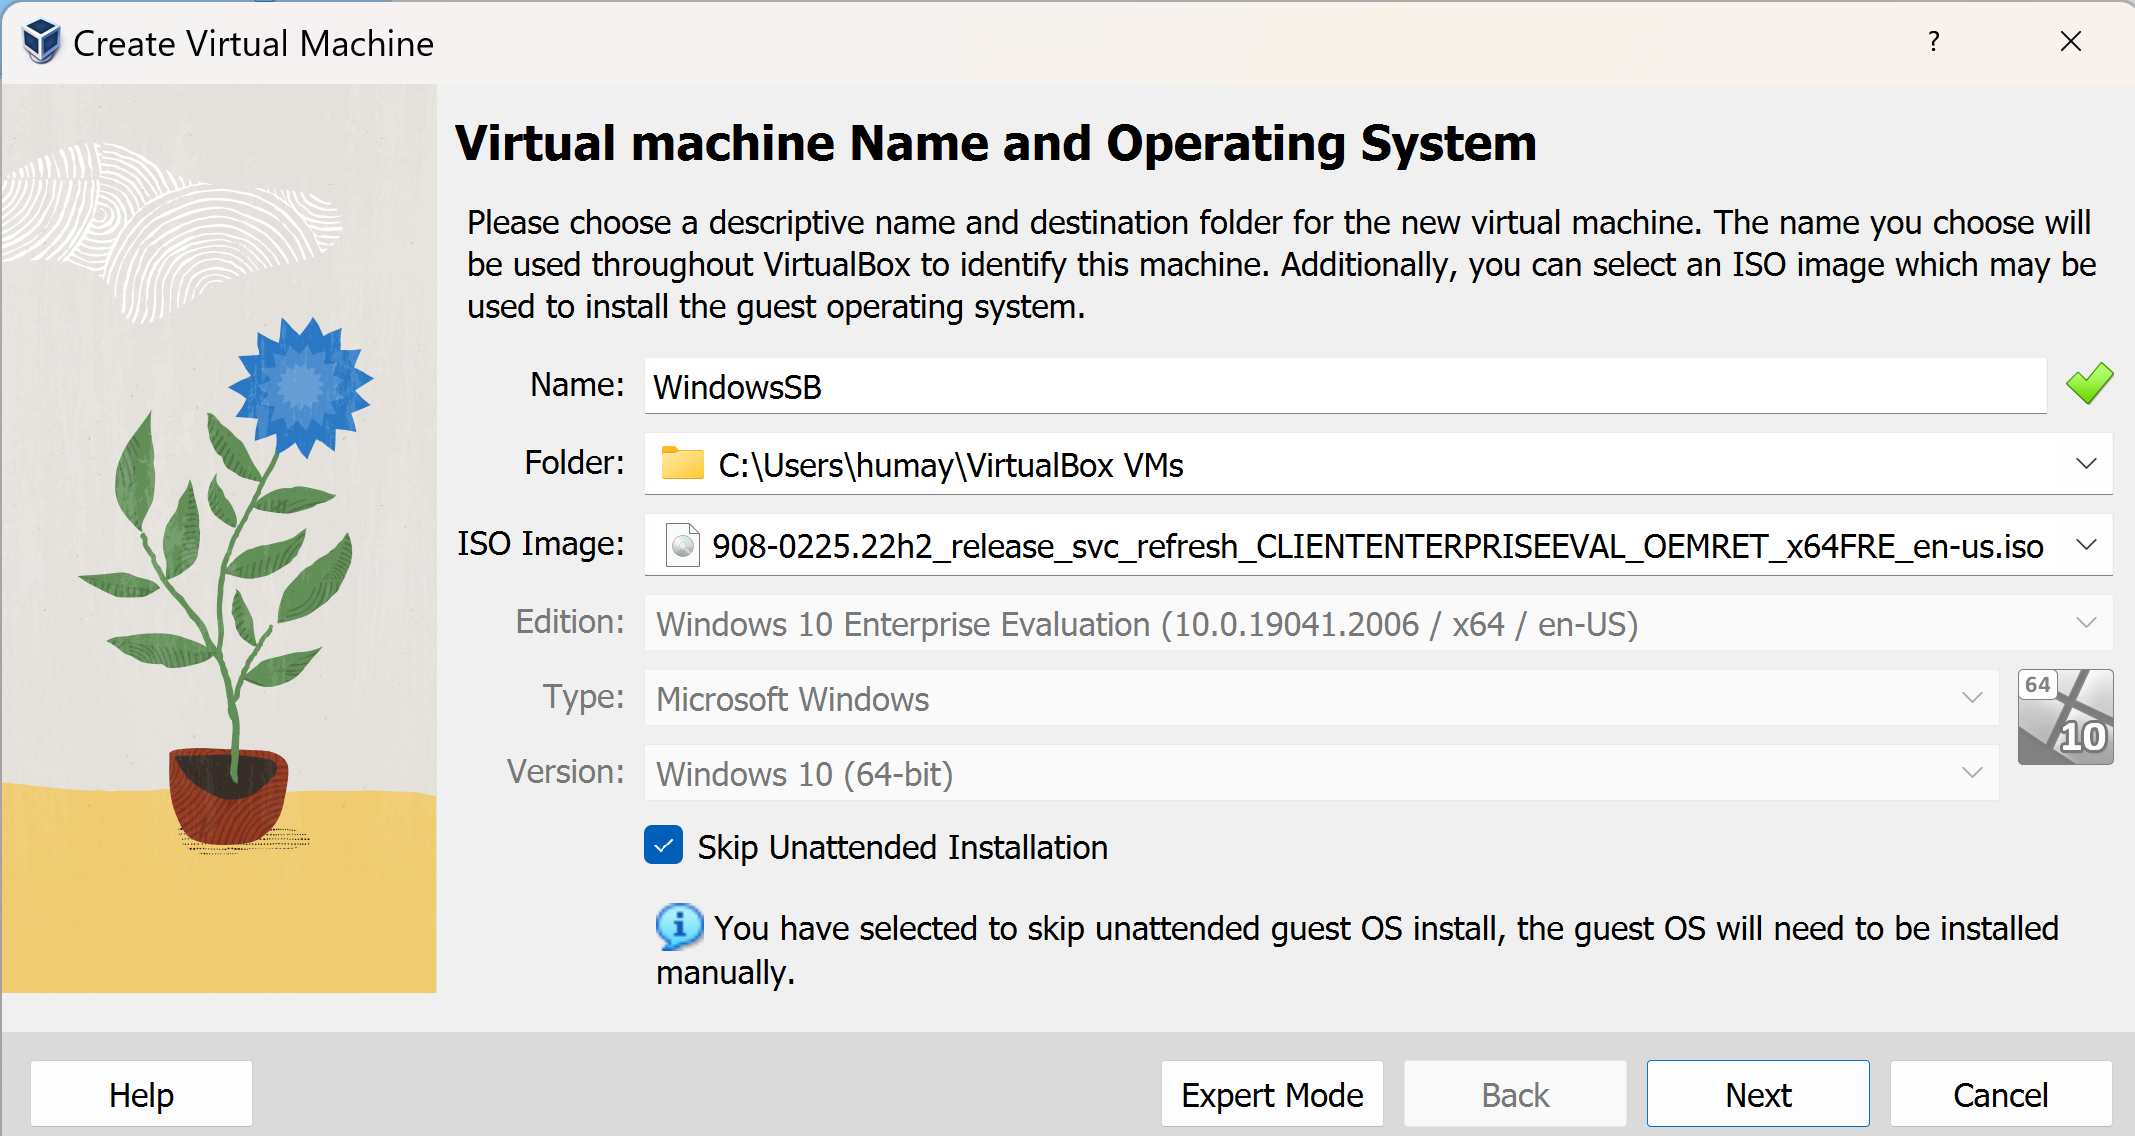 Create Virtual Machine
?
Virtual machine Name and Operating System
Please choose a descriptive name and destination folder for the new virtual machine. The name you choose will
be used throughout VirtualBox to identify this machine. Additionally, you can select an ISO image which may be
used to install the guest operating system.
Name: WindowsSB
Folder: C:\Users\humay\VirtualBox VMs
ISO Image: 908-0225.22h2_release_svc_refresh_CLIENTENTERPRISEEVAL_OEMRET_x64FRE_en-us.iso
Edition: Windows 10 Enterprise Evaluation (10.0.19041.2006 / x64 / en-US)
Type: Microsoft Windows
64
10
Version: Windows 10 (64-bit)
Skip Unattended Installation
You have selected to skip unattended guest OS install, the guest OS will need to be installed
manually.
Help Expert Mode Back Next Cancel